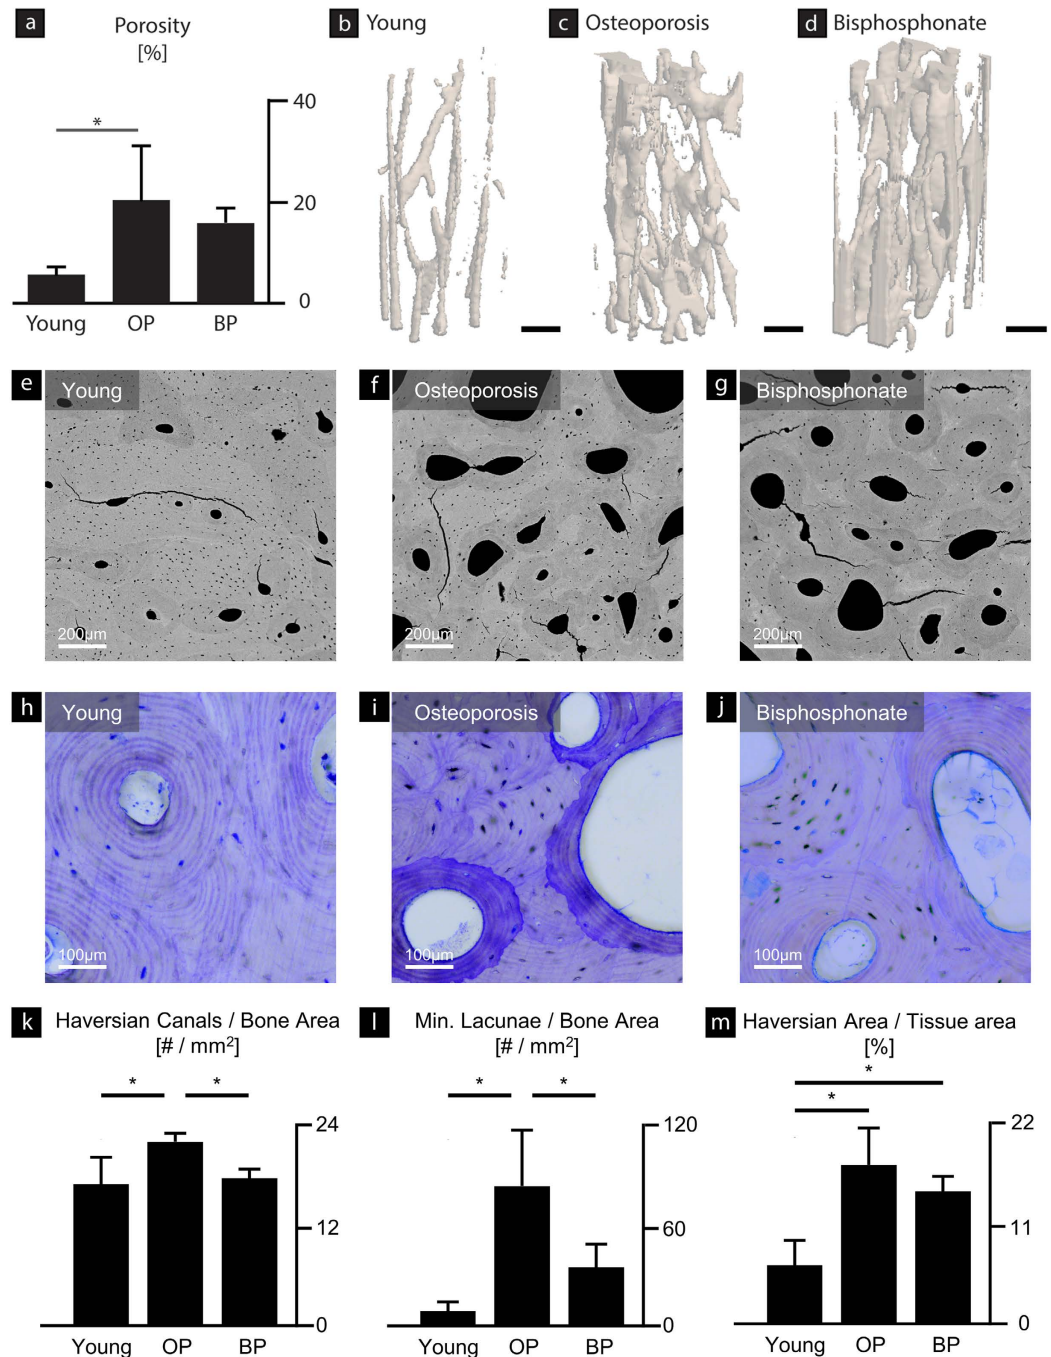 a
Porosity
[%]
*
40
20
0
Young OP BP
b Young
c Osteoporosis
d Bisphosphonate
e Young
200µm
f Osteoporosis
200µm
g Bisphosphonate
200µm
h Young
100µm
i Osteoporosis
100µm
j Bisphosphonate
100µm
k Haversian Canals / Bone Area
[# / mm²]
* *
24
12
0
Young OP BP
l Min. Lacunae / Bone Area
[# / mm²]
* *
120
60
0
Young OP BP
m Haversian Area / Tissue area
[%]
*
*
22
11
0
Young OP BP